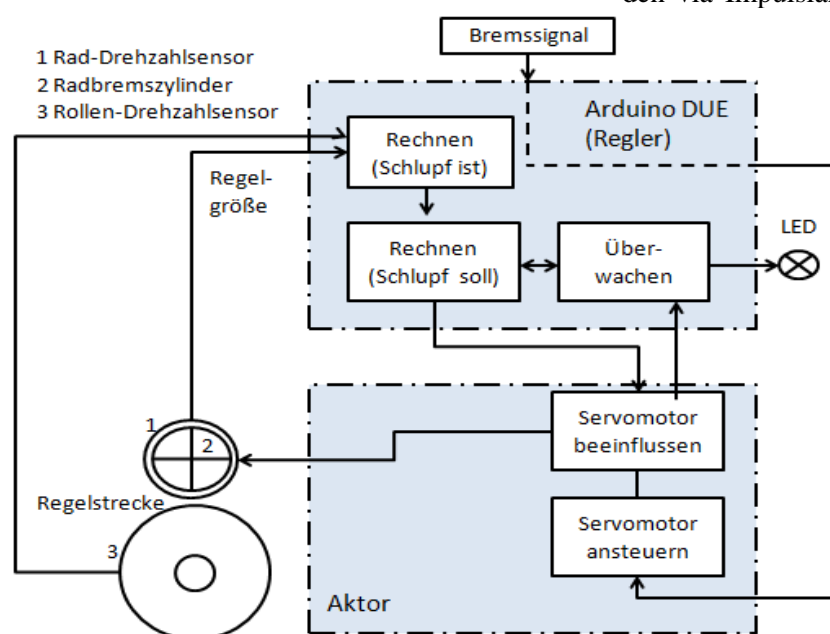 Bremssignal
1 Rad-Drehzahlsensor
2 Radbremszylinder
3 Rollen-Drehzahlsensor
Arduino DUE
(Regler)
Rechnen
(Schlupf ist)
Regel-
größe
Rechnen
(Schlupf soll)
Über-
wachen
LED
1
2
Servomotor
beeinflussen
Regelstrecke
3
Servomotor
ansteuern
Aktor